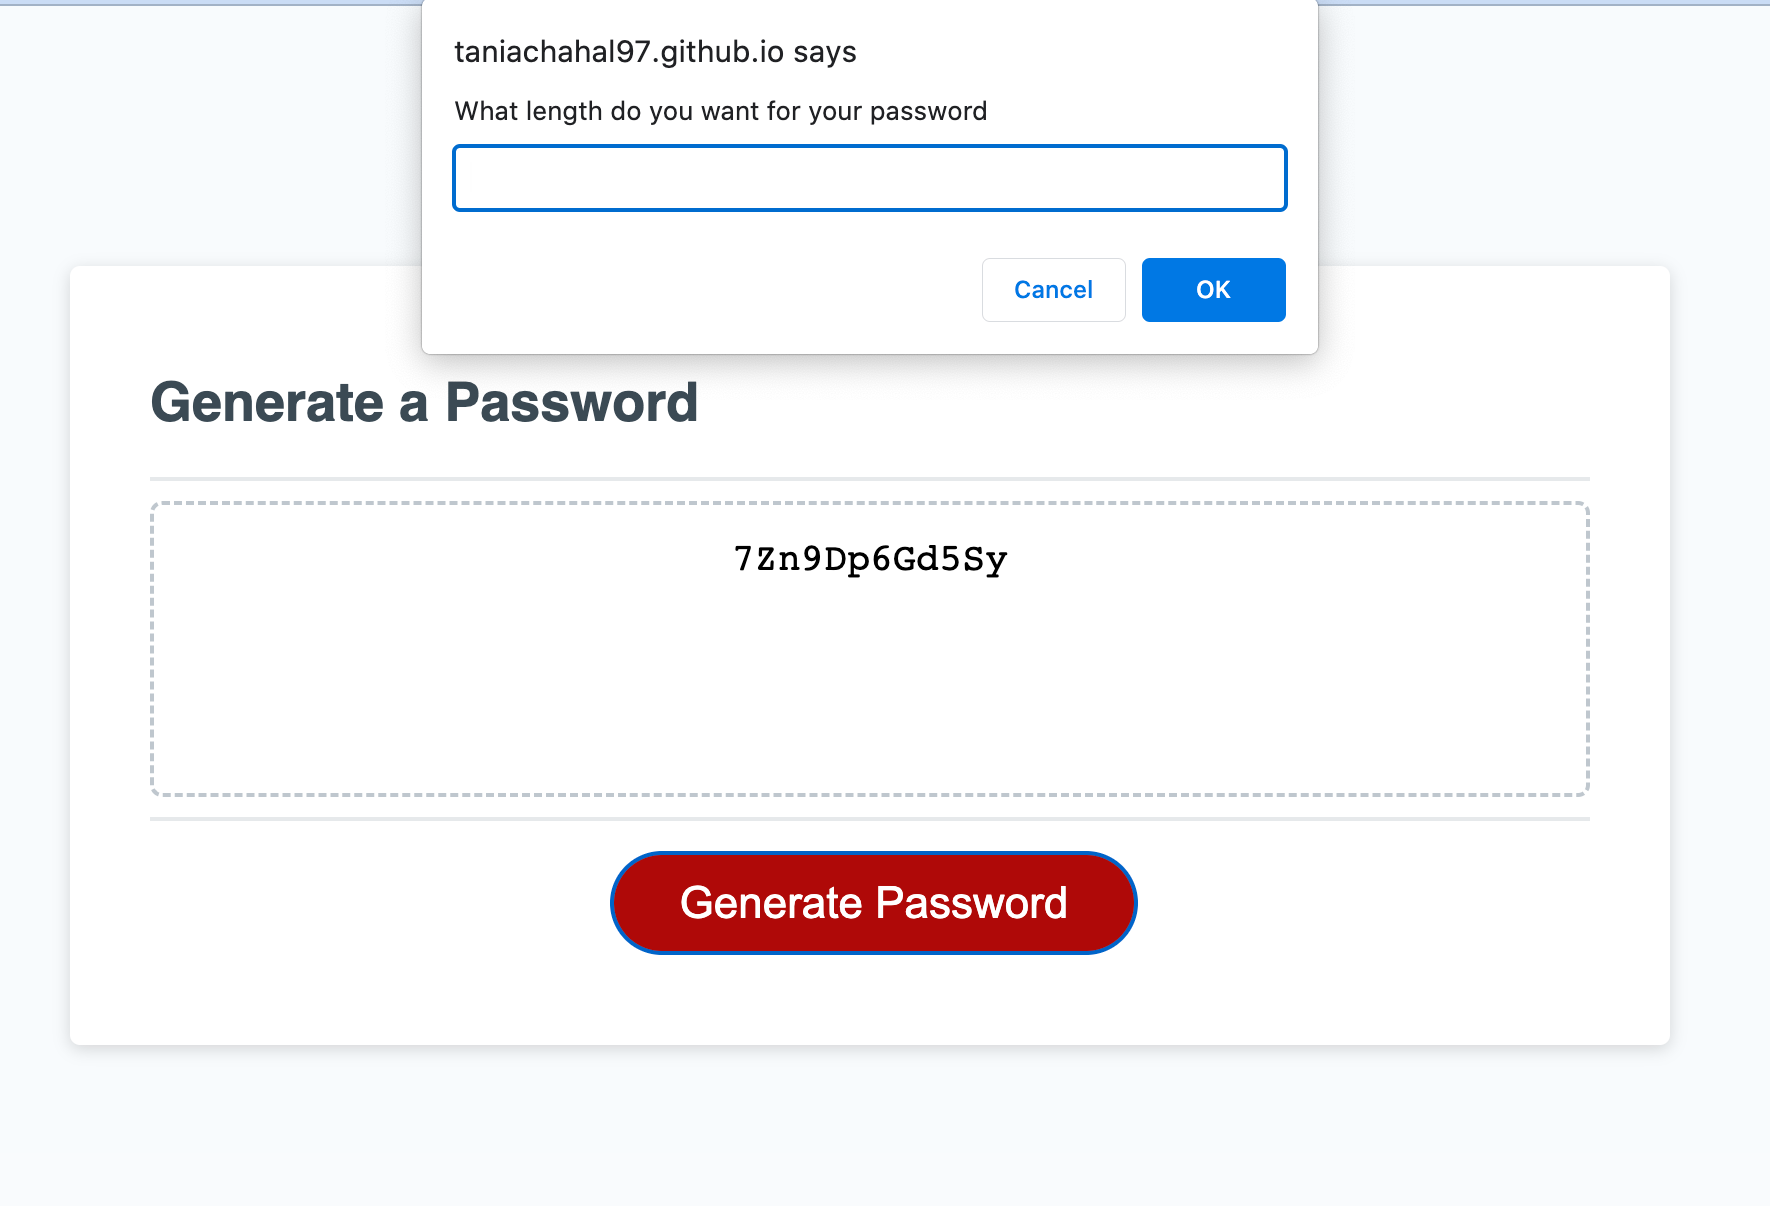 taniachahal97.github.io says
What length do you want for your password
Cancel
OK
Generate a Password
7Zn9Dp6Gd5Sy
Generate Password